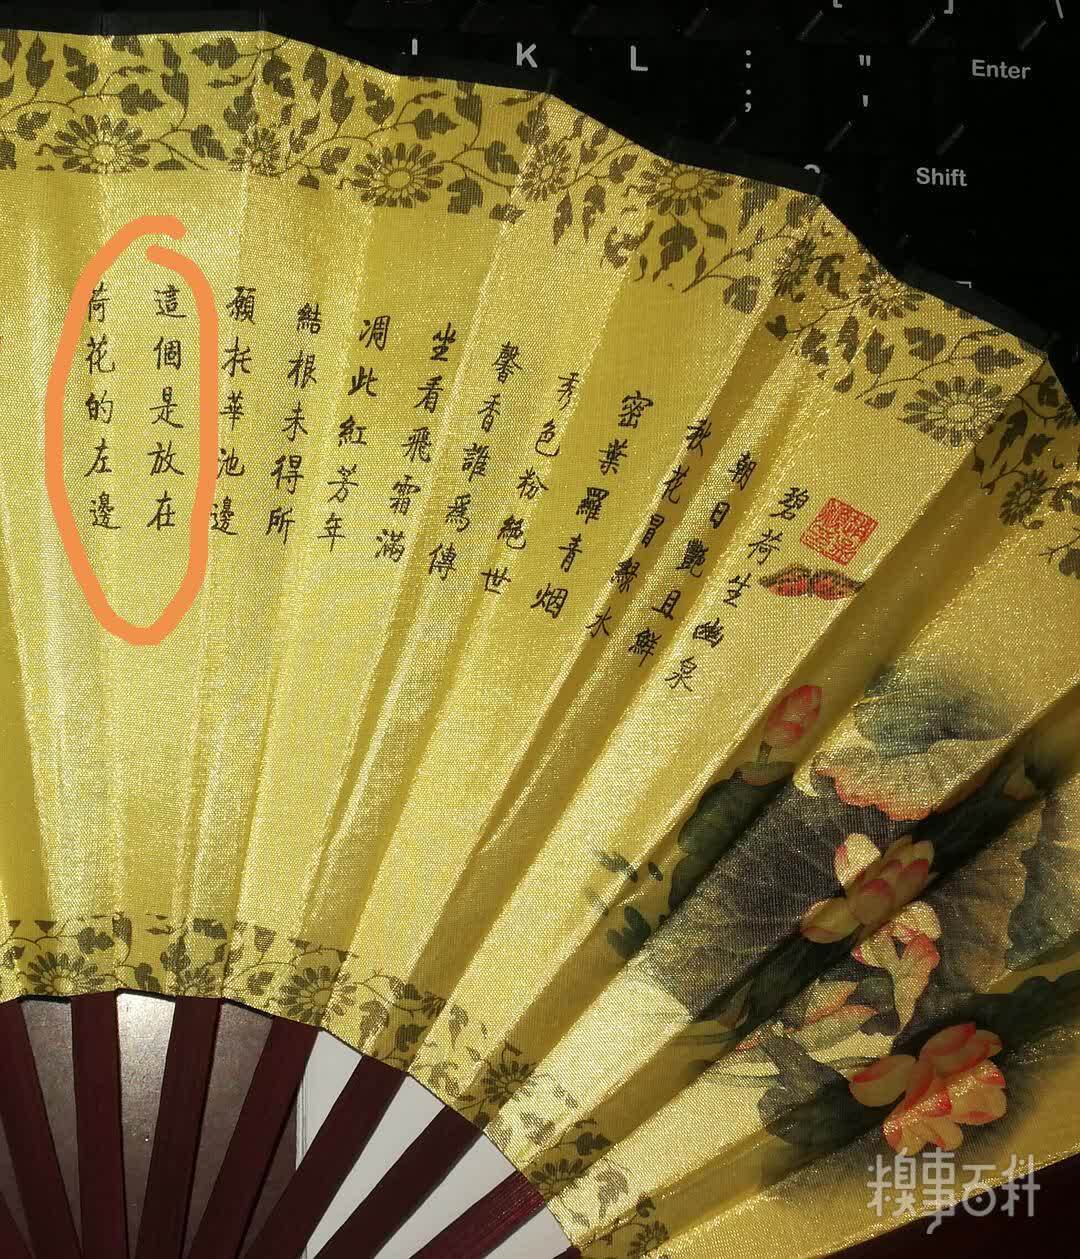 K
L
:
;
"
'
Enter
Shift
碧荷生幽泉
朝日艷且鮮
秋花冒綠水
密葉羅青烟
秀色粉絕世
馨香誰爲傳
坐看飛霜滿
凋此紅芳年
結根未得所
願托華池邊
這個是放在
荷花的左邊
糗事百科